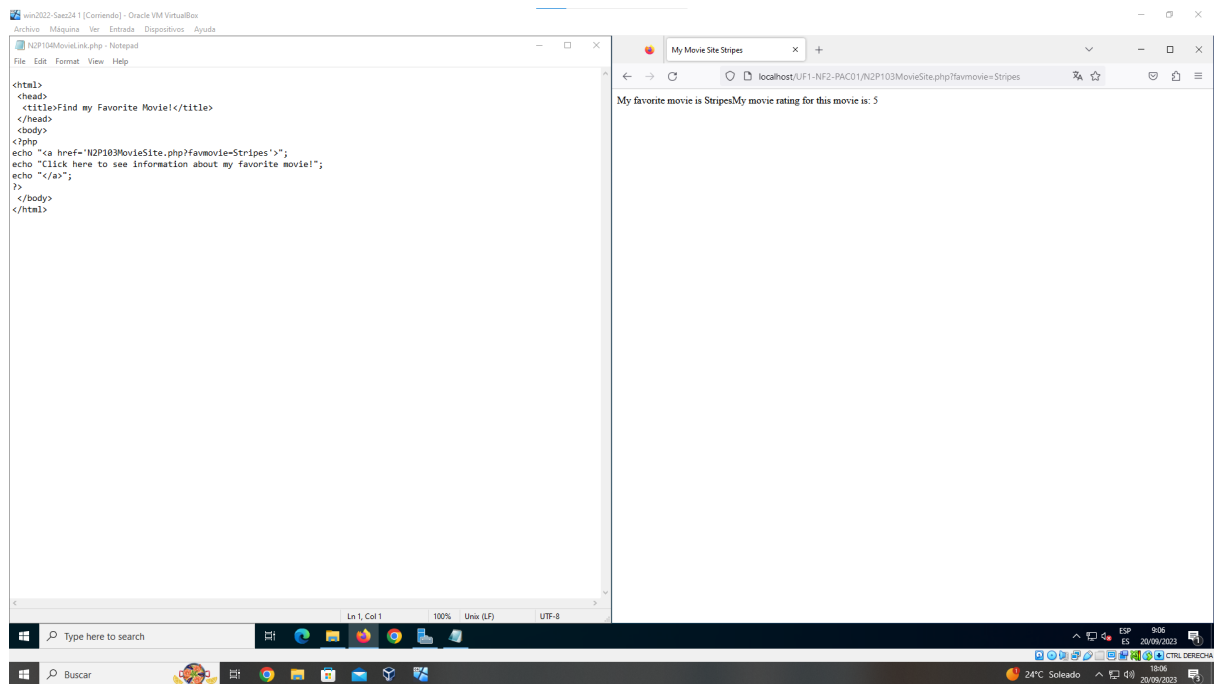 win2022-Saez24 1 [Corriendo] - Oracle VM VirtualBox
Archivo Máquina Ver Entrada Dispositivos Ayuda
N2P104MovieLink.php - Notepad
File Edit Format View Help
<html>
<head>
<title>Find my Favorite Movie!</title>
</head>
<body>
<?php
echo "<a href='N2P103MovieSite.php?favmovie=Stripes'>";
echo "Click here to see information about my favorite movie!";
echo "</a>";
?>
</body>
</html>
Ln 1, Col 1 100% Unix (LF) UTF-8
My Movie Site Stripes
localhost/UF1-NF2-PAC01/N2P103MovieSite.php?favmovie=Stripes
My favorite movie is StripesMy movie rating for this movie is: 5
Type here to search
ESP
ES
9:06
20/09/2023
1
CTRL DERECHA
Buscar
24°C Soleado
18:06
20/09/2023
3